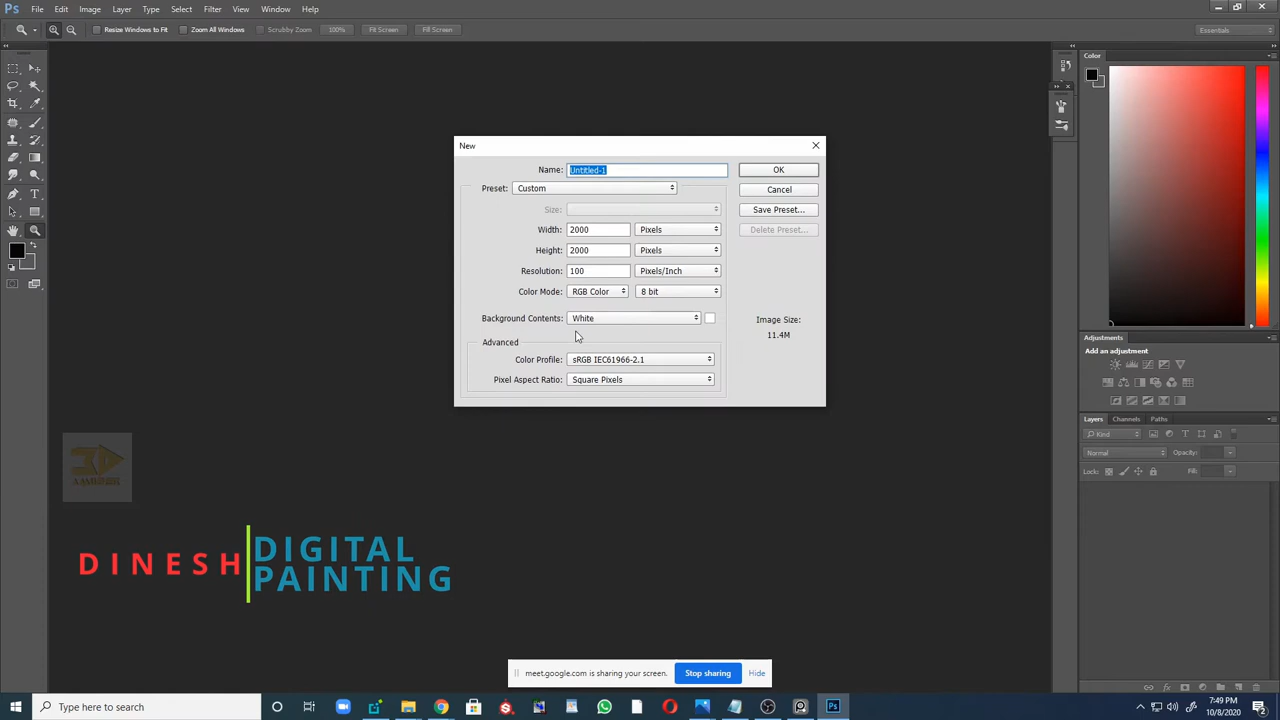 Ps File Edit Image Layer Type Select Filter View Window Help
Resize Windows to Fit Zoom All Windows Scrubby Zoom 100% Fit Screen Fill Screen Essentials
Color
New
Name: Untitled-1 OK
Preset: Custom Cancel
Size: Save Preset...
Width: 2000 Pixels Delete Preset...
Height: 2000 Pixels
Resolution: 100 Pixels/Inch
Color Mode: RGB Color 8 bit
Background Contents: White
Image Size:
11.4M
Advanced
Color Profile: sRGB IEC61966-2.1
Pixel Aspect Ratio: Square Pixels
Adjustments
Add an adjustment
Layers Channels Paths
Kind
Normal Opacity:
Lock: Fill:
DINESH
DIGITAL
PAINTING
meet.google.com is sharing your screen. Stop sharing Hide
Type here to search
Ps
7:49 PM
10/8/2020
2